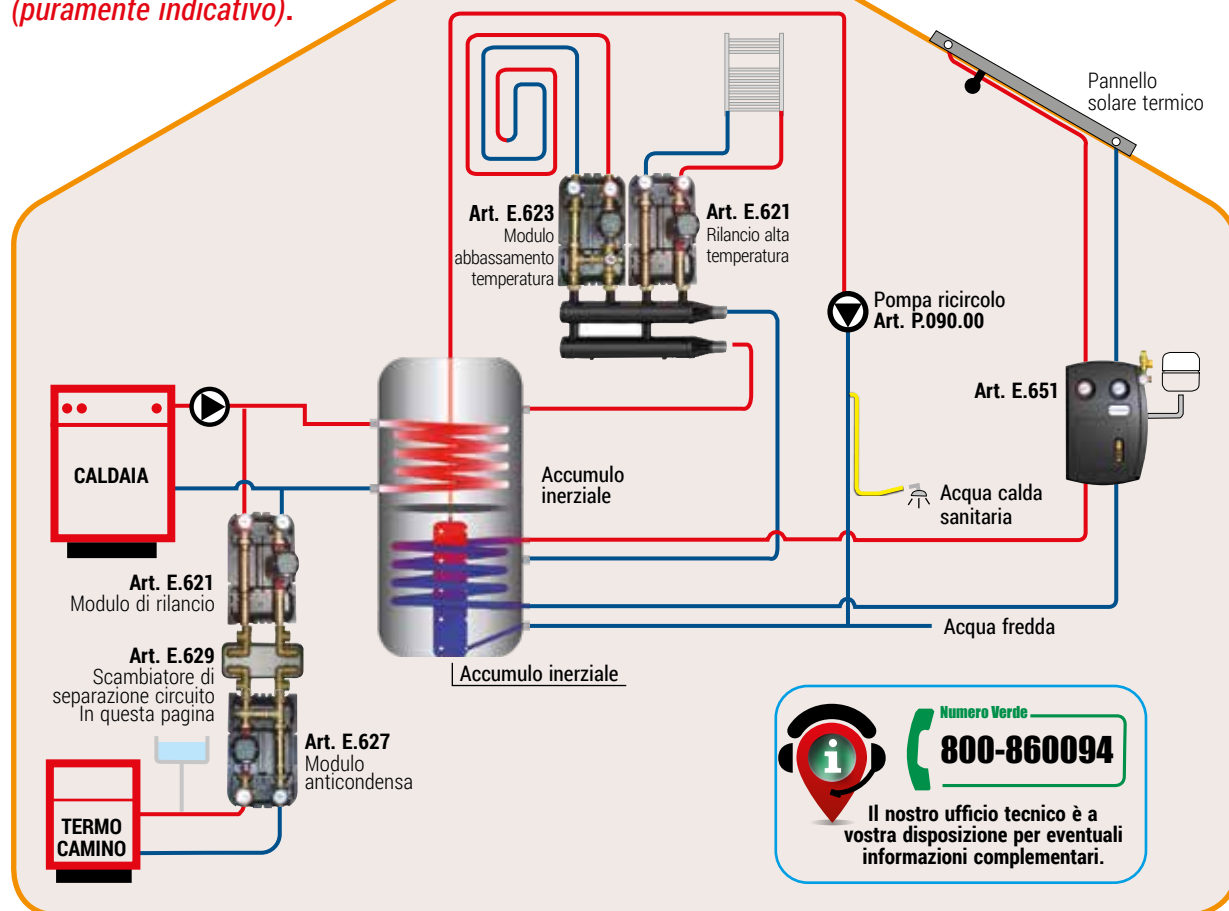 (puramente indicativo).
Pannello
solare termico
Art. E.623
Modulo
abbassamento
temperatura
Art. E.621
Rilancio alta
temperatura
Pompa ricircolo
Art. P.090.00
Art. E.651
CALDAIA
Accumulo
inerziale
Acqua calda
sanitaria
Art. E.621
Modulo di rilancio
Acqua fredda
Art. E.629
Scambiatore di
separazione circuito
In questa pagina
Accumulo inerziale
Art. E.627
Modulo
anticondensa
TERMO
CAMINO
i
Numero Verde
800-860094
Il nostro ufficio tecnico è a
vostra disposizione per eventuali
informazioni complementari.